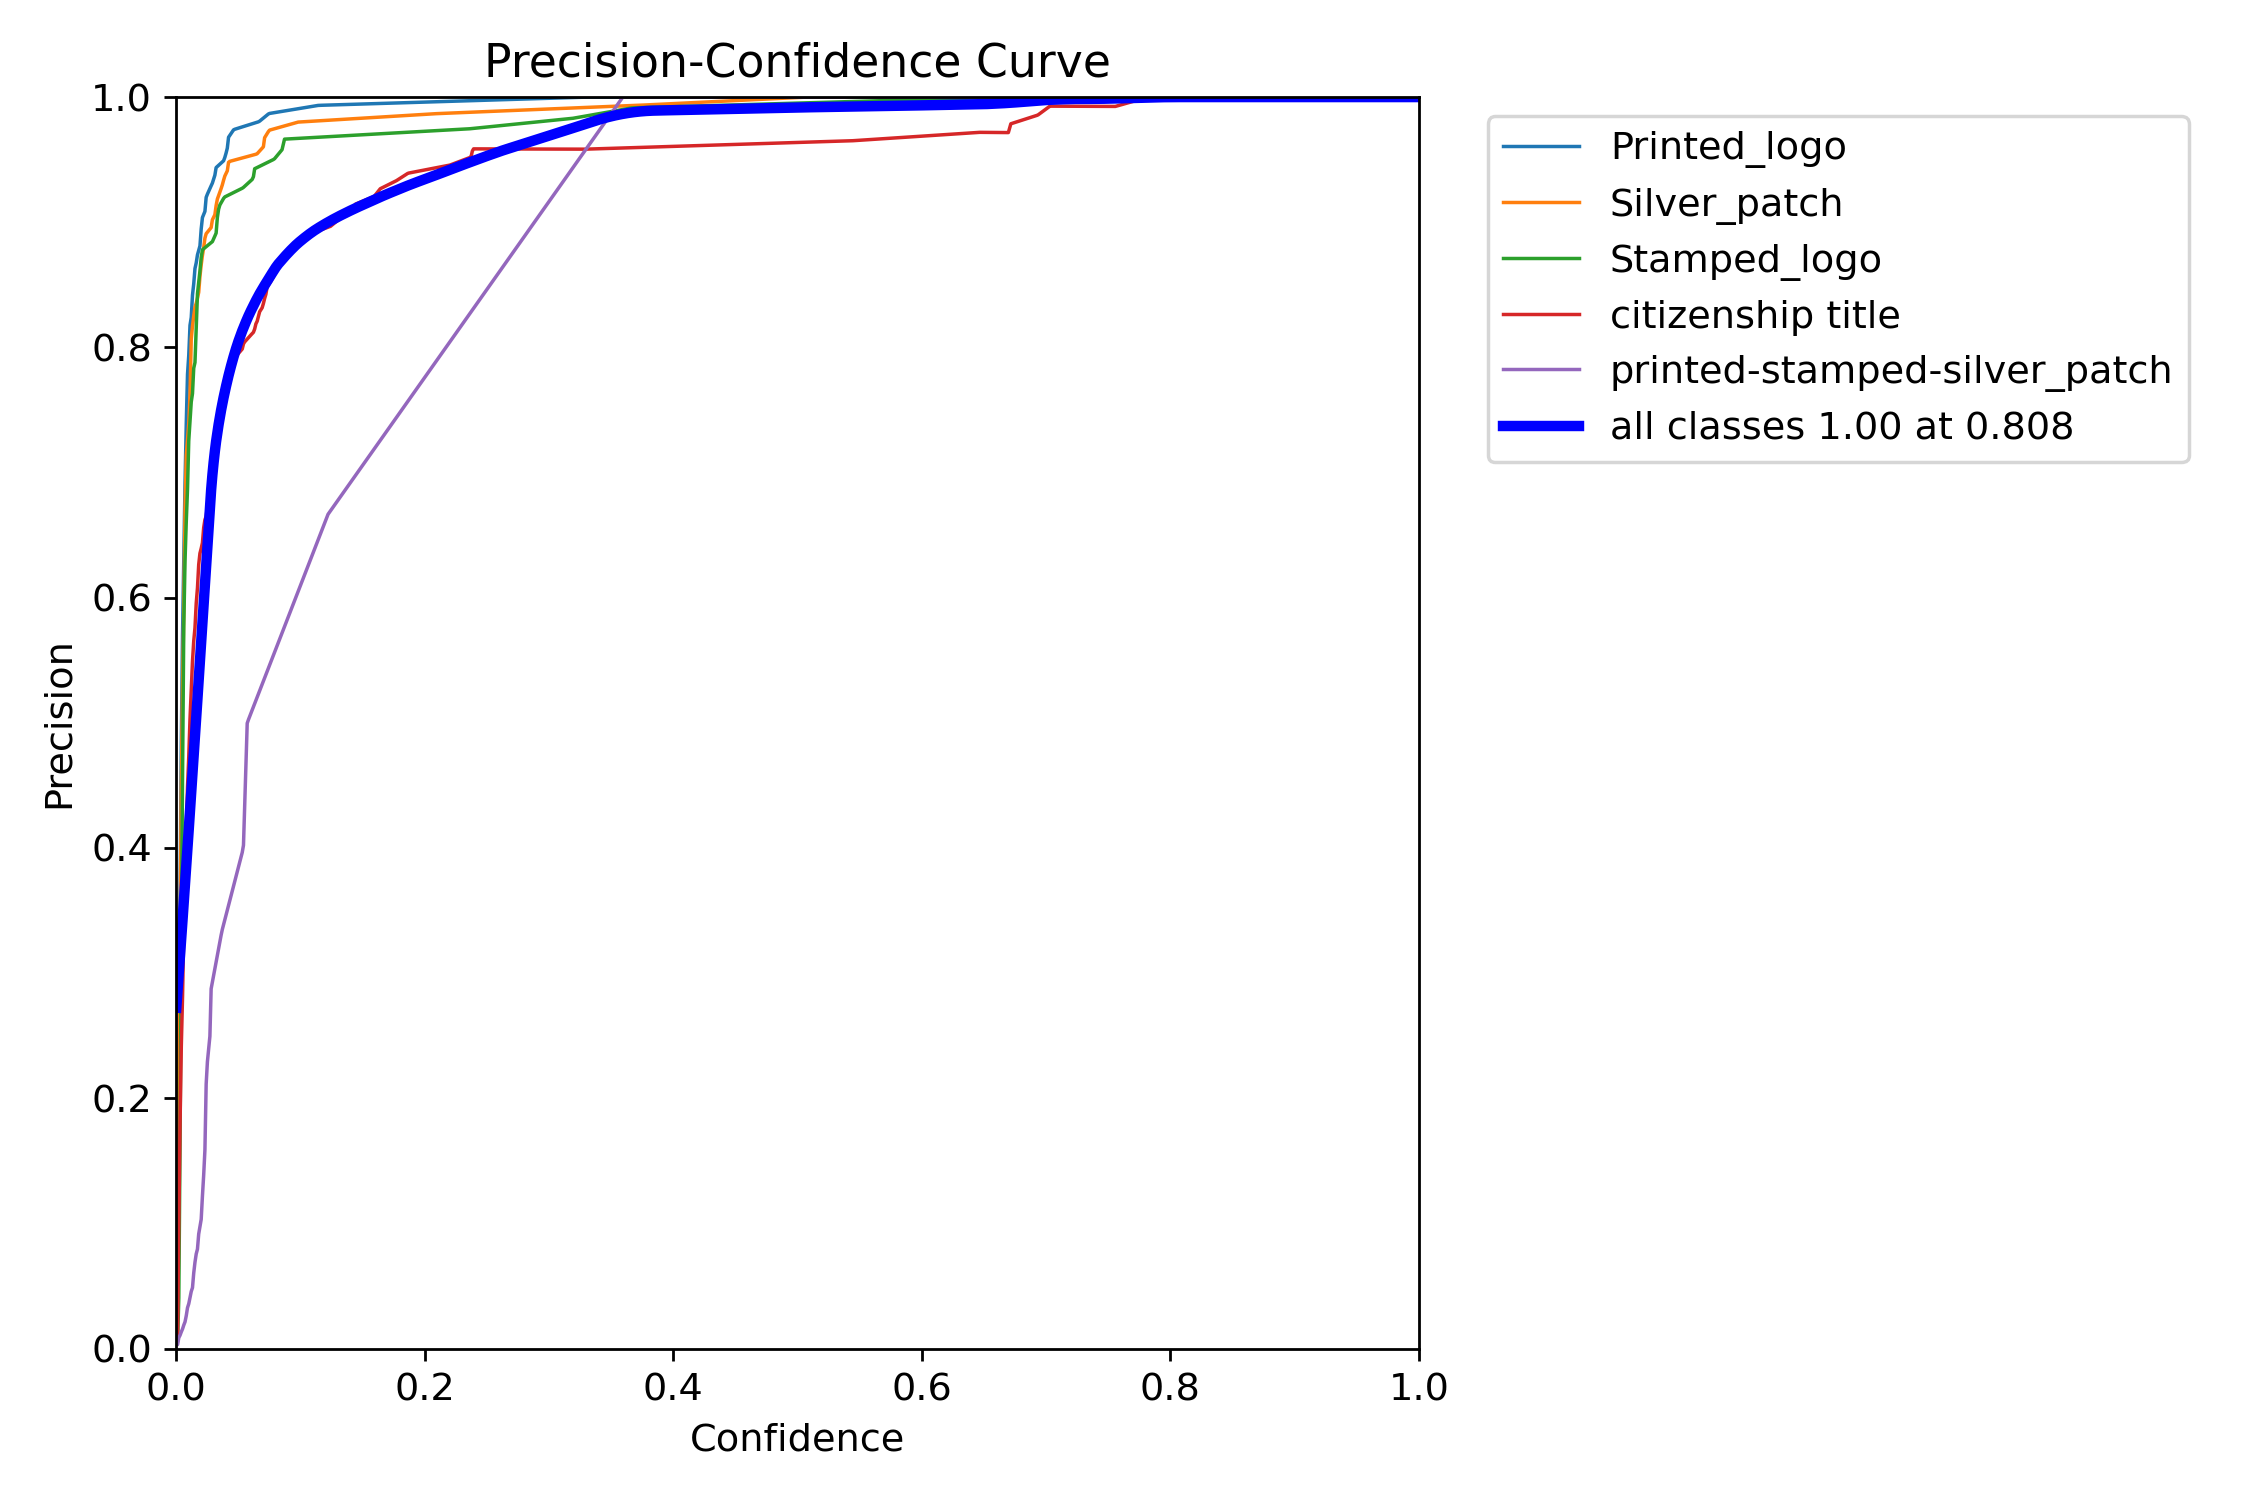 Precision-Confidence Curve
1.0
0.8
0.6
0.4
0.2
0.0
Precision
0.0 0.2 0.4 0.6 0.8 1.0
Confidence
Printed_logo
Silver_patch
Stamped_logo
citizenship title
printed-stamped-silver_patch
all classes 1.00 at 0.808